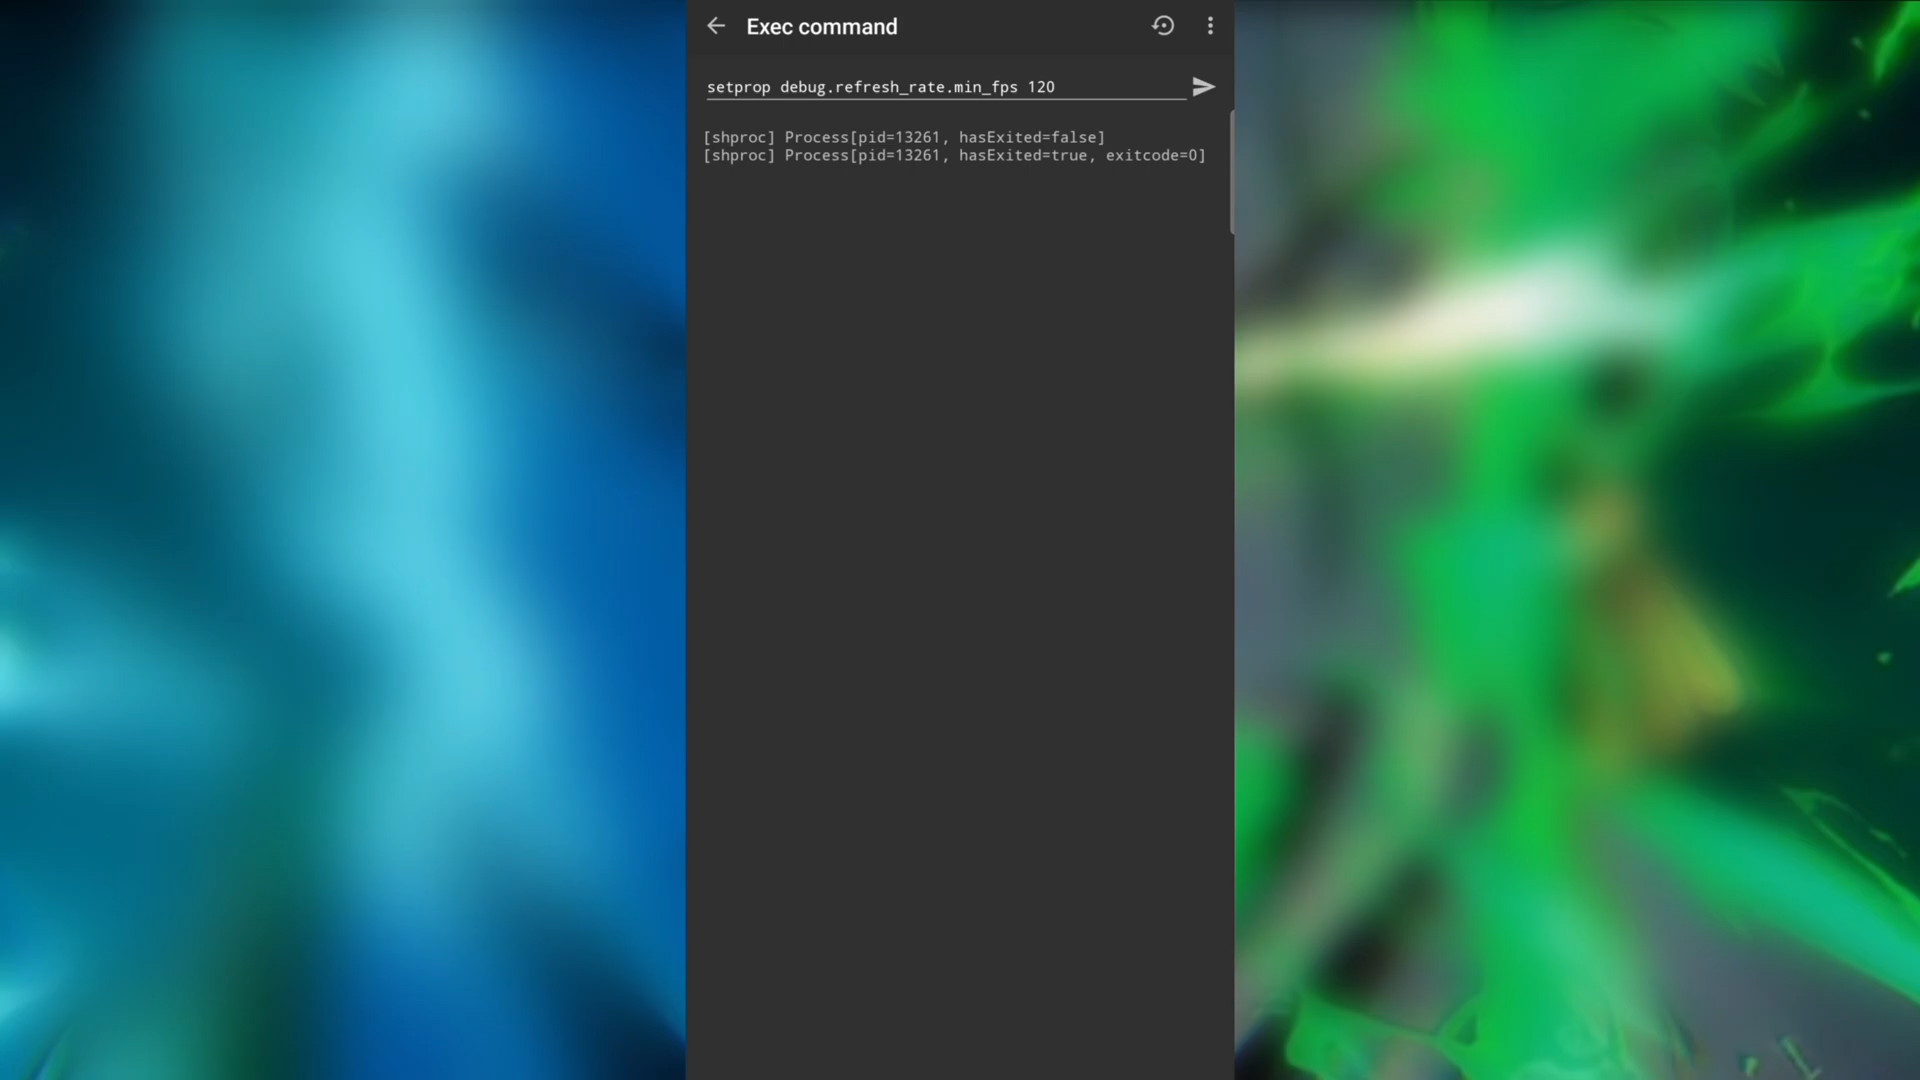 Exec command
setprop debug.refresh_rate.min_fps 120
[shproc] Process[pid=13261, hasExited=false]
[shproc] Process[pid=13261, hasExited=true, exitcode=0]